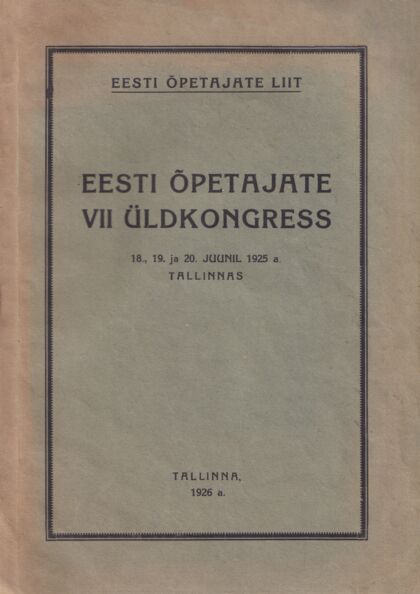 EESTI ÕPETAJATE LIIT
EESTI ÕPETAJATE
VII ÜLDKONGRESS
18., 19. ja 20. JUUNIL 1925 a.
TALLINNAS
TALLINNA,
1926 a.